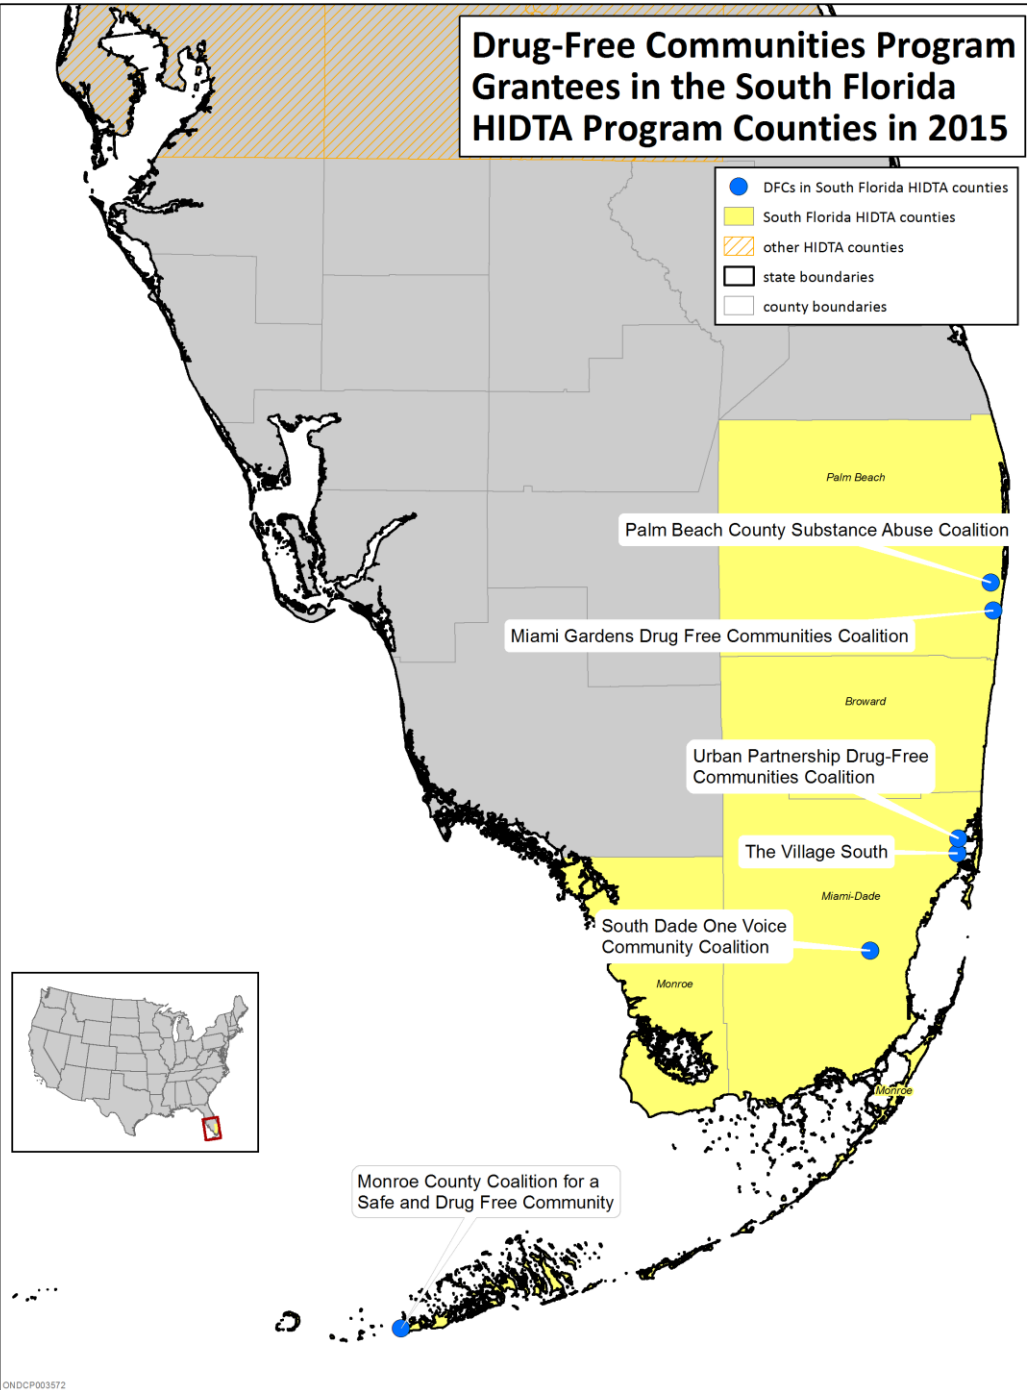 Drug-Free Communities Program
Grantees in the South Florida
HIDTA Program Counties in 2015
DFCs in South Florida HIDTA counties
South Florida HIDTA counties
other HIDTA counties
state boundaries
county boundaries
Palm Beach
Palm Beach County Substance Abuse Coalition
Miami Gardens Drug Free Communities Coalition
Broward
Urban Partnership Drug-Free
Communities Coalition
The Village South
Miami-Dade
South Dade One Voice
Community Coalition
Monroe
Monroe
Monroe County Coalition for a
Safe and Drug Free Community
ONDCP003572